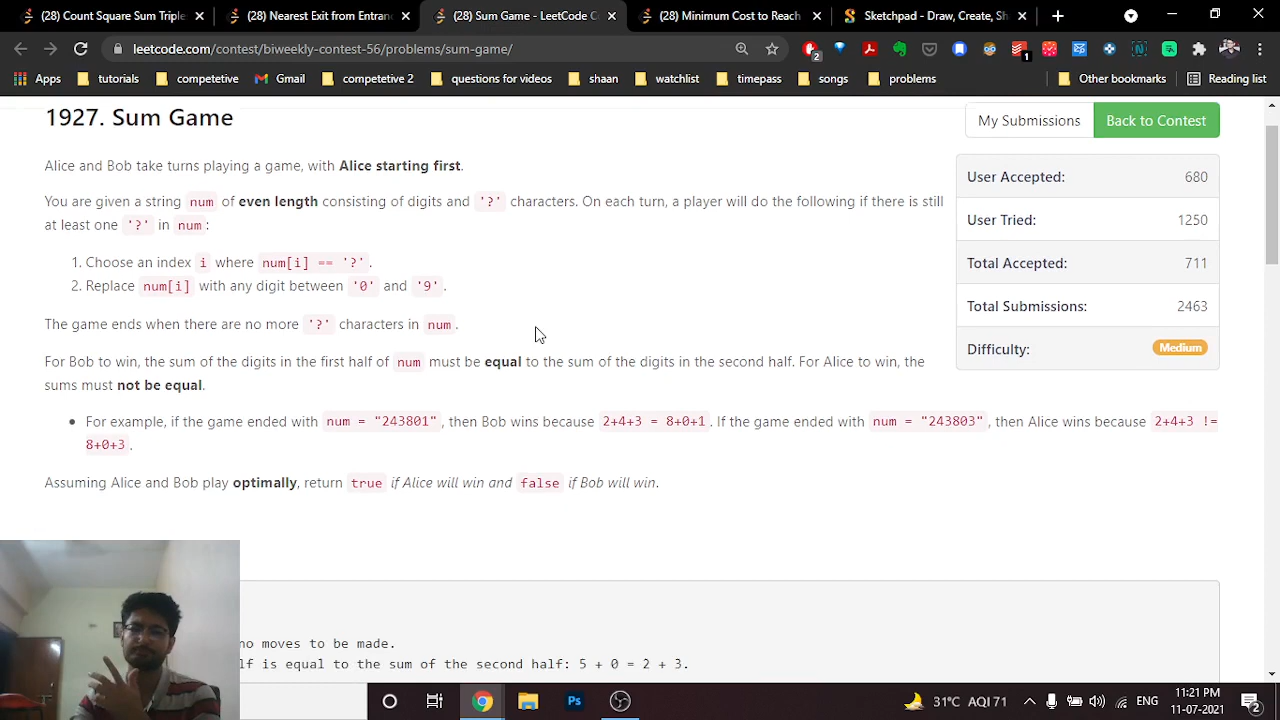 (28) Count Square Sum Triple
(28) Nearest Exit from Entranc
(28) Sum Game - LeetCode Co
(28) Minimum Cost to Reach
Sketchpad - Draw, Create, Sh
leetcode.com/contest/biweekly-contest-56/problems/sum-game/
2
1
Apps tutorials competetive Gmail competetive 2 questions for videos shaan watchlist timepass songs problems Other bookmarks Reading list
1927. Sum Game
My Submissions Back to Contest
Alice and Bob take turns playing a game, with Alice starting first.
User Accepted: 680
You are given a string num of even length consisting of digits and '?' characters. On each turn, a player will do the following if there is still
at least one '?' in num:
User Tried: 1250
1. Choose an index i where num[i] == '?'.
Total Accepted: 711
2. Replace num[i] with any digit between '0' and '9'.
Total Submissions: 2463
The game ends when there are no more '?' characters in num.
Difficulty: Medium
For Bob to win, the sum of the digits in the first half of num must be equal to the sum of the digits in the second half. For Alice to win, the
sums must not be equal.
• For example, if the game ended with num = "243801", then Bob wins because 2+4+3 = 8+0+1. If the game ended with num = "243803", then Alice wins because 2+4+3 !=
8+0+3.
Assuming Alice and Bob play optimally, return true if Alice will win and false if Bob will win.
no moves to be made.
lf is equal to the sum of the second half: 5 + 0 = 2 + 3.
Ps
31°C AQI 71
ENG
11:21 PM
11-07-2021
2